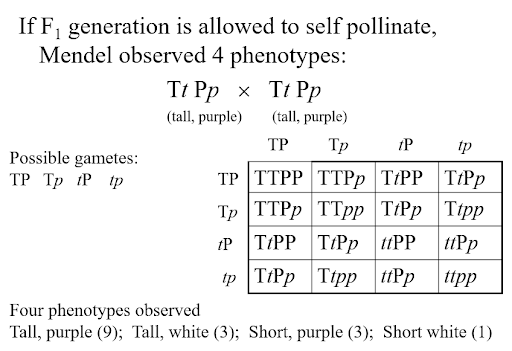 If F₁ generation is allowed to self pollinate,
Mendel observed 4 phenotypes:
Tt Pp × Tt Pp
(tall, purple) (tall, purple)
Possible gametes:
TP Tp tP tp
TP Tp tP tp
TP TTPP TTPp TtPP TtPp
Tp TTPp TTpp TtPp Ttpp
tP TtPP TtPp ttPP ttPp
tp TtPp Ttpp ttPp ttpp
Four phenotypes observed
Tall, purple (9); Tall, white (3); Short, purple (3); Short white (1)